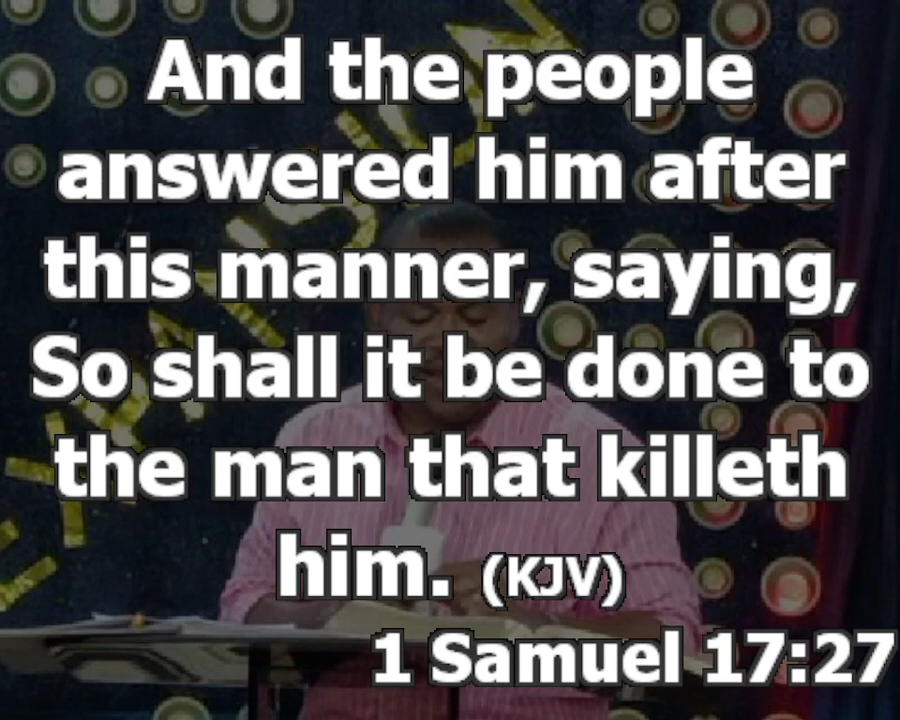 And the people
answered him after
this manner, saying,
So shall it be done to
the man that killeth
him. (KJV)
1 Samuel 17:27